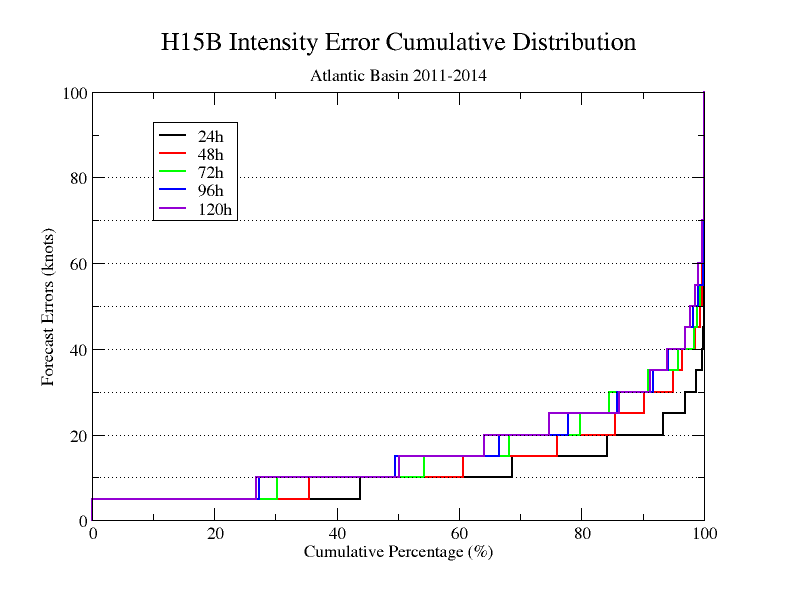 H15B Intensity Error Cumulative Distribution
Atlantic Basin 2011-2014
100
80
60
40
20
0
Forecast Errors (knots)
24h
48h
72h
96h
120h
0 20 40 60 80 100
Cumulative Percentage (%)